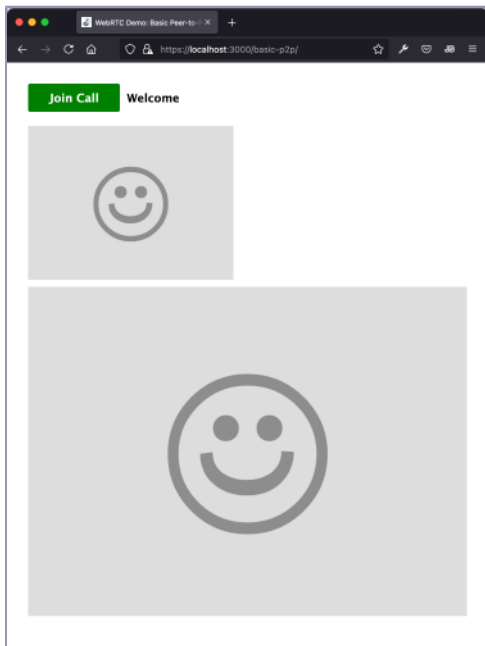 WebRTC Demo: Basic Peer-to-P
https://localhost:3000/basic-p2p/
Join Call Welcome